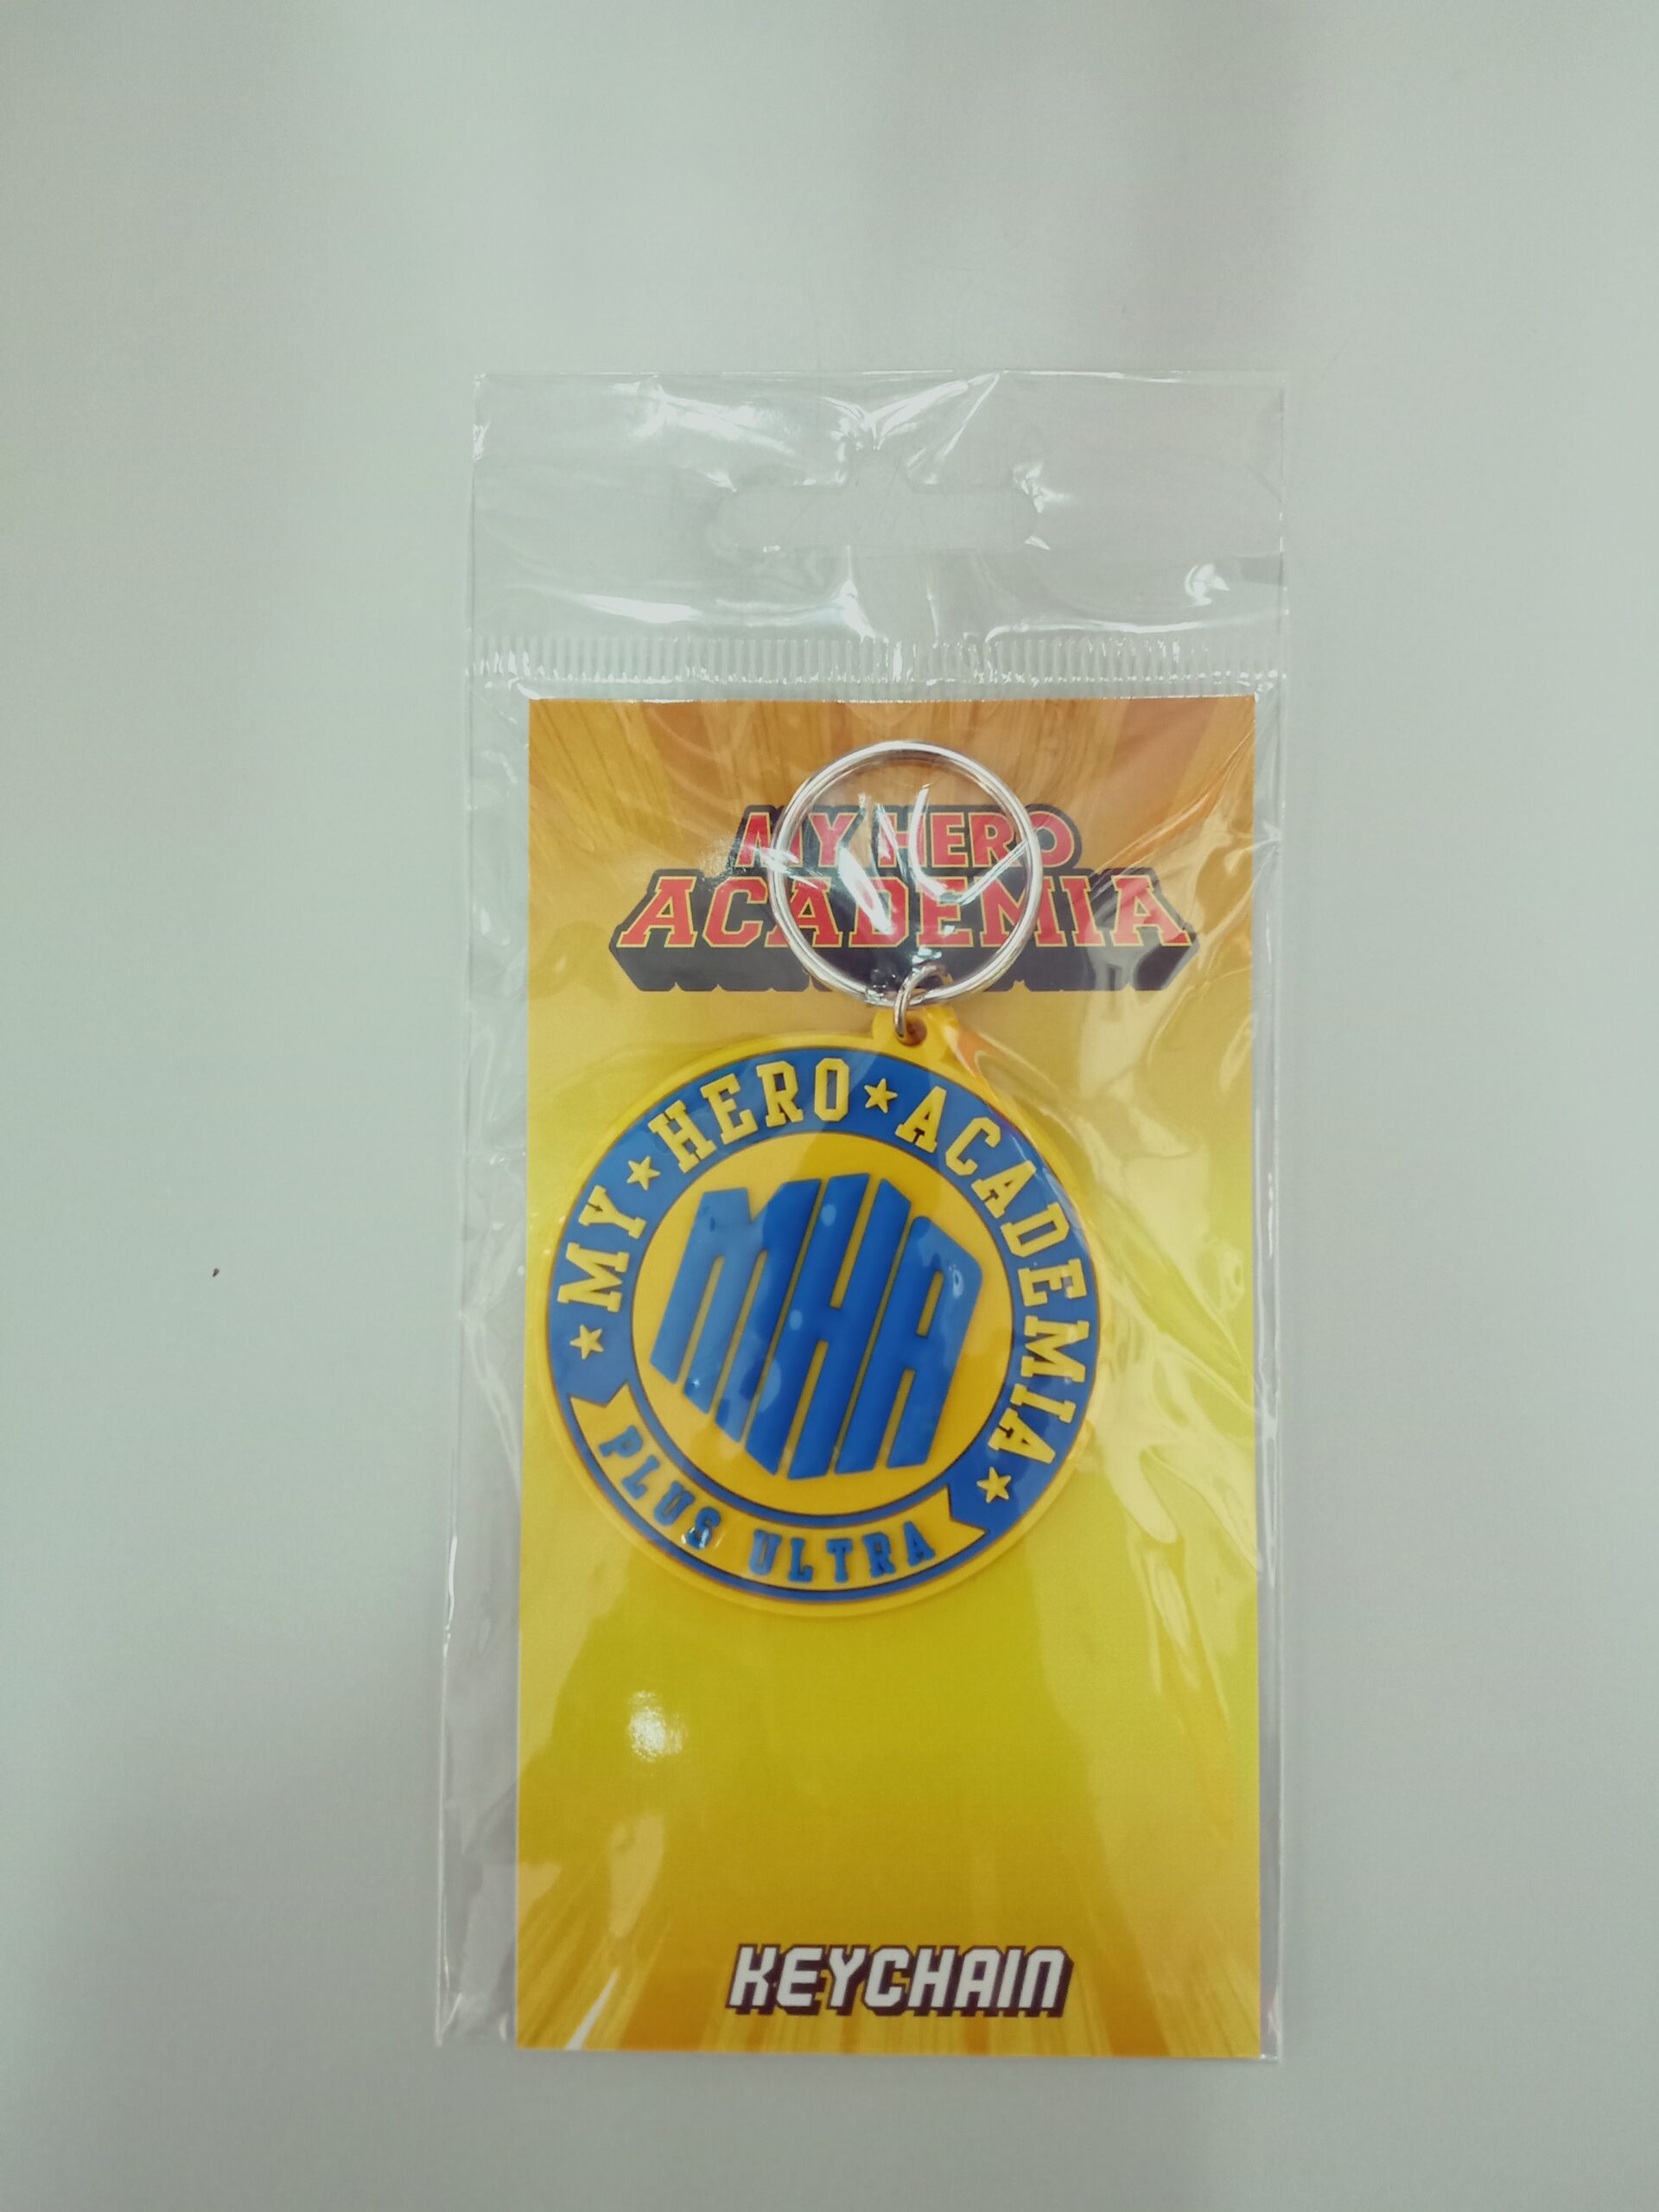 MY HERO
ACADEMIA
★ MY ★ HERO ★ ACADEMIA ★
MHA
PLUS ULTRA
KEYCHAIN